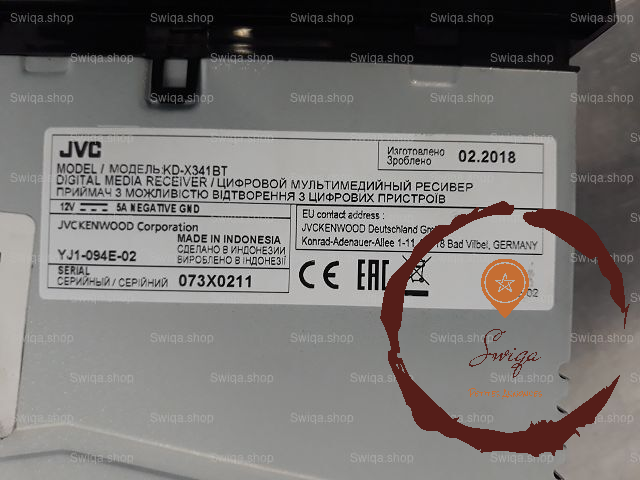 JVC
Изготовлено
Зроблено
02.2018
MODEL / МОДЕЛЬ:KD-X341BT
DIGITAL MEDIA RECEIVER / ЦИФРОВОЙ МУЛЬТИМЕДИЙНЫЙ РЕСИВЕР
ПРИЙМАЧ З МОЖЛИВІСТЮ ВІДТВОРЕННЯ З ЦИФРОВИХ ПРИСТРОЇВ
12V 5A NEGATIVE GND
JVCKENWOOD Corporation
MADE IN INDONESIA
СДЕЛАНО В ИНДОНЕЗИИ
YJ1-094E-02
ВИРОБЛЕНО В ІНДОНЕЗІЇ
SERIAL
СЕРИЙНЫЙ / СЕРІЙНИЙ 073X0211
EU contact address :
JVCKENWOOD Deutschland
Konrad-Adenauer-Allee 1-11, Bad Vilbel, GERMANY
CE EAC
Swiqa
Swiqa.shop